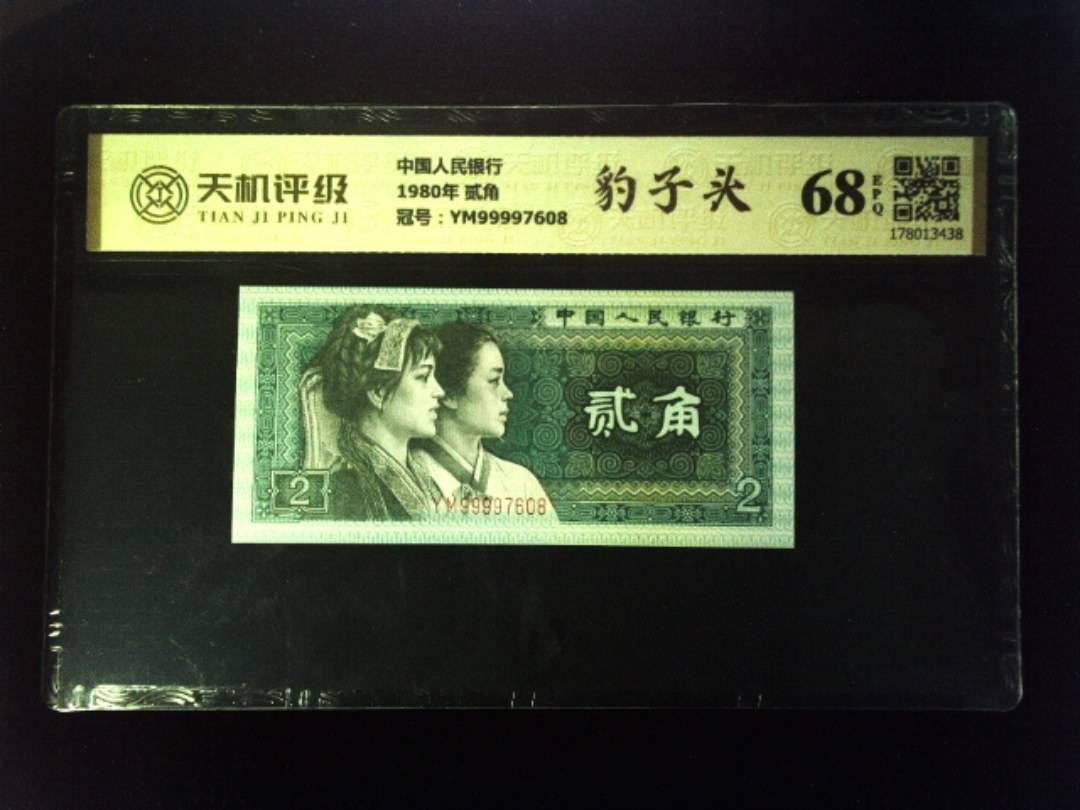 天机评级
TIAN JI PING JI
中国人民银行
1980年 贰角
冠号：YM99997608
豹子头
68
EPQ
178013438
中国人民银行
贰角
2
YM99997608
2